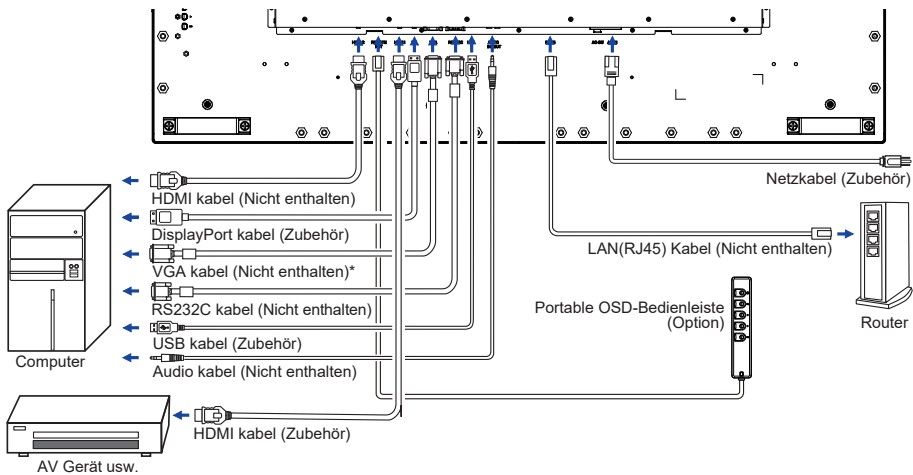 HDMI kabel (Nicht enthalten)
DisplayPort kabel (Zubehör)
VGA kabel (Nicht enthalten)*
RS232C kabel (Nicht enthalten)
USB kabel (Zubehör)
Audio kabel (Nicht enthalten)
Computer
HDMI kabel (Zubehör)
AV Gerät usw.
Netzkabel (Zubehör)
LAN(RJ45) Kabel (Nicht enthalten)
Router
Portable OSD-Bedienleiste
(Option)